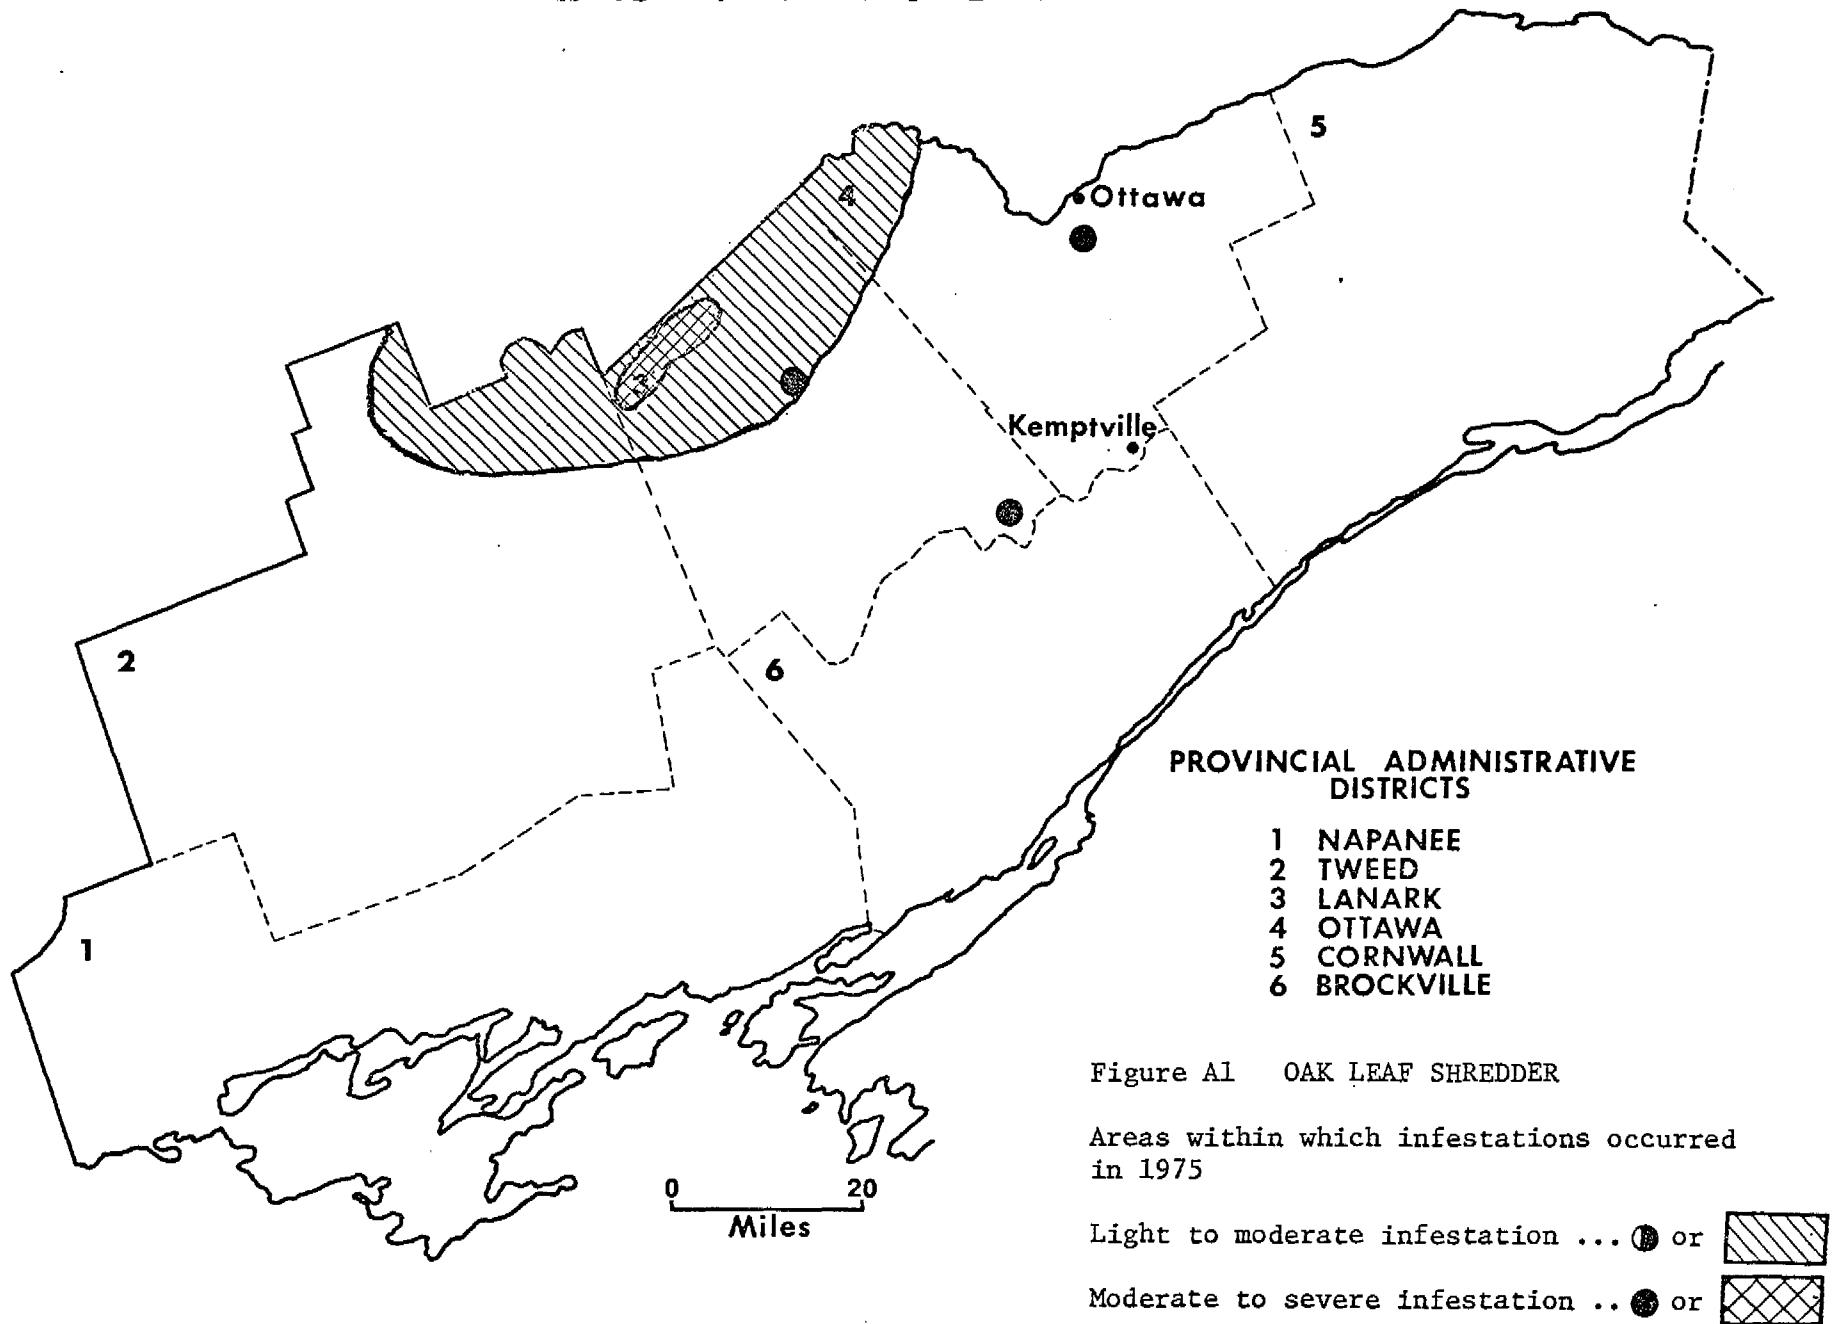 5
4
Ottawa
3
Kemptville
2
6
1
PROVINCIAL ADMINISTRATIVE
DISTRICTS
1 NAPANEE
2 TWEED
3 LANARK
4 OTTAWA
5 CORNWALL
6 BROCKVILLE
Figure A1 OAK LEAF SHREDDER
Areas within which infestations occurred
in 1975
0 20
Miles
Light to moderate infestation ... or
Moderate to severe infestation .. or